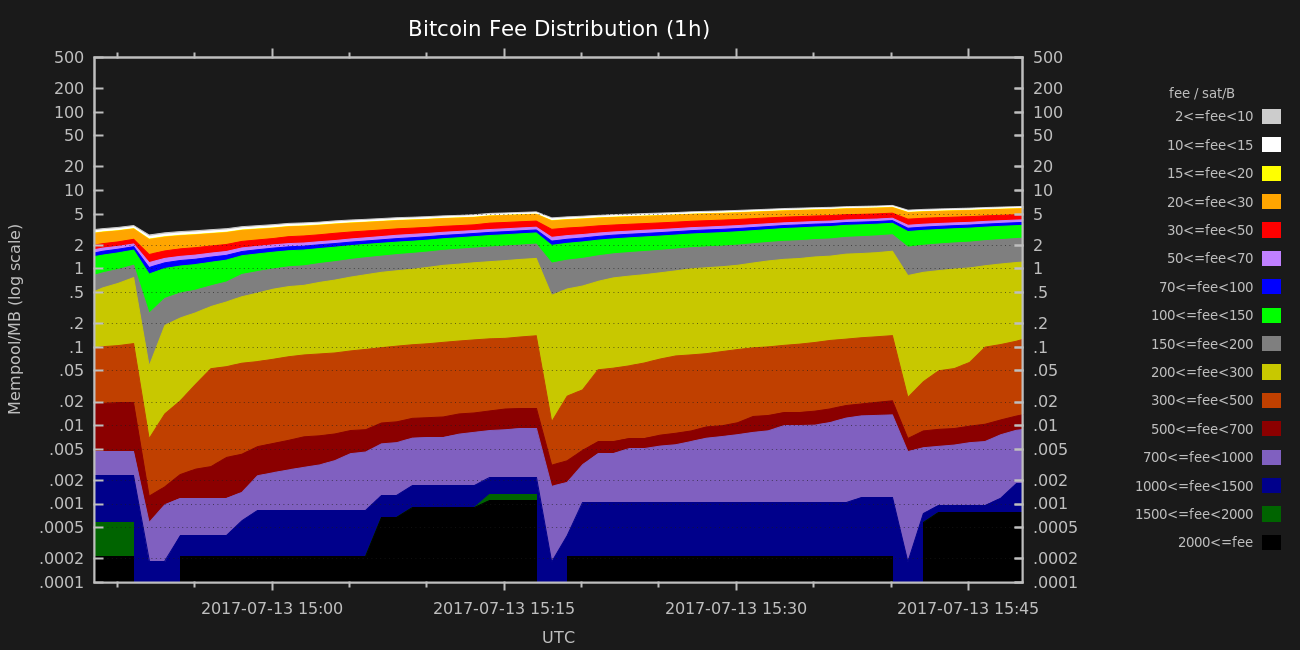 Bitcoin Fee Distribution (1h)
500
200
100
50
20
10
5
2
1
.5
.2
.1
.05
.02
.01
.005
.002
.001
.0005
.0002
.0001
Mempool/MB (log scale)
500
200
100
50
20
10
5
2
1
.5
.2
.1
.05
.02
.01
.005
.002
.001
.0005
.0002
.0001
2017-07-13 15:00
2017-07-13 15:15
2017-07-13 15:30
2017-07-13 15:45
UTC
fee / sat/B
2<=fee<10
10<=fee<15
15<=fee<20
20<=fee<30
30<=fee<50
50<=fee<70
70<=fee<100
100<=fee<150
150<=fee<200
200<=fee<300
300<=fee<500
500<=fee<700
700<=fee<1000
1000<=fee<1500
1500<=fee<2000
2000<=fee